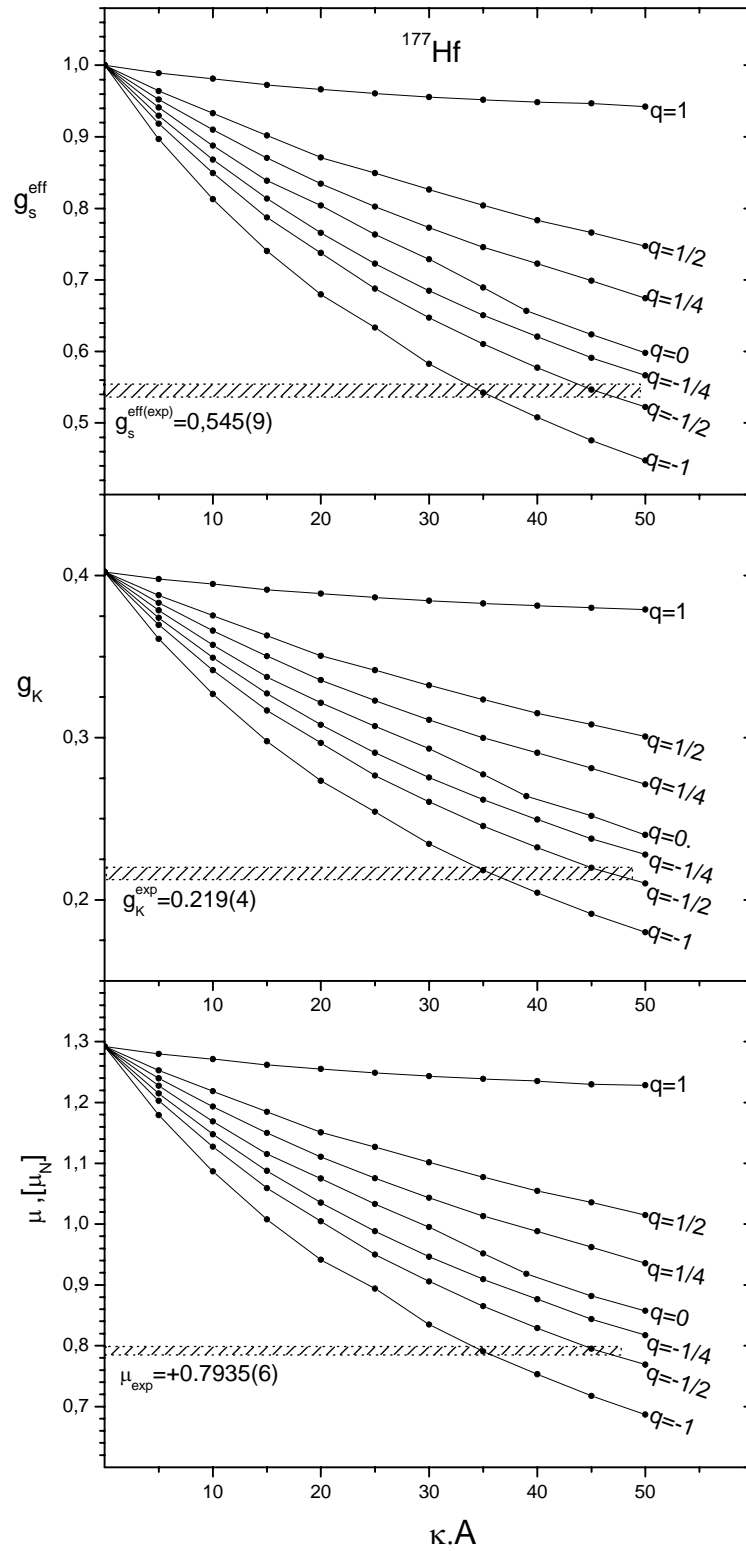 ¹⁷⁷Hf
1,0
0,9
0,8
0,7
0,6
0,5
g_s^eff
q=1
q=1/2
q=1/4
q=0
q=-1/4
q=-1/2
q=-1
g_s^eff(exp)=0,545(9)
10 20 30 40 50
0,4
0,3
0,2
g_K
q=1
q=1/2
q=1/4
q=0.
q=-1/4
q=-1/2
q=-1
g_K^exp=0.219(4)
10 20 30 40 50
1,3
1,2
1,1
1,0
0,9
0,8
0,7
μ ,[μ_N]
q=1
q=1/2
q=1/4
q=0
q=-1/4
q=-1/2
q=-1
μ_exp=+0.7935(6)
10 20 30 40 50
κ.A